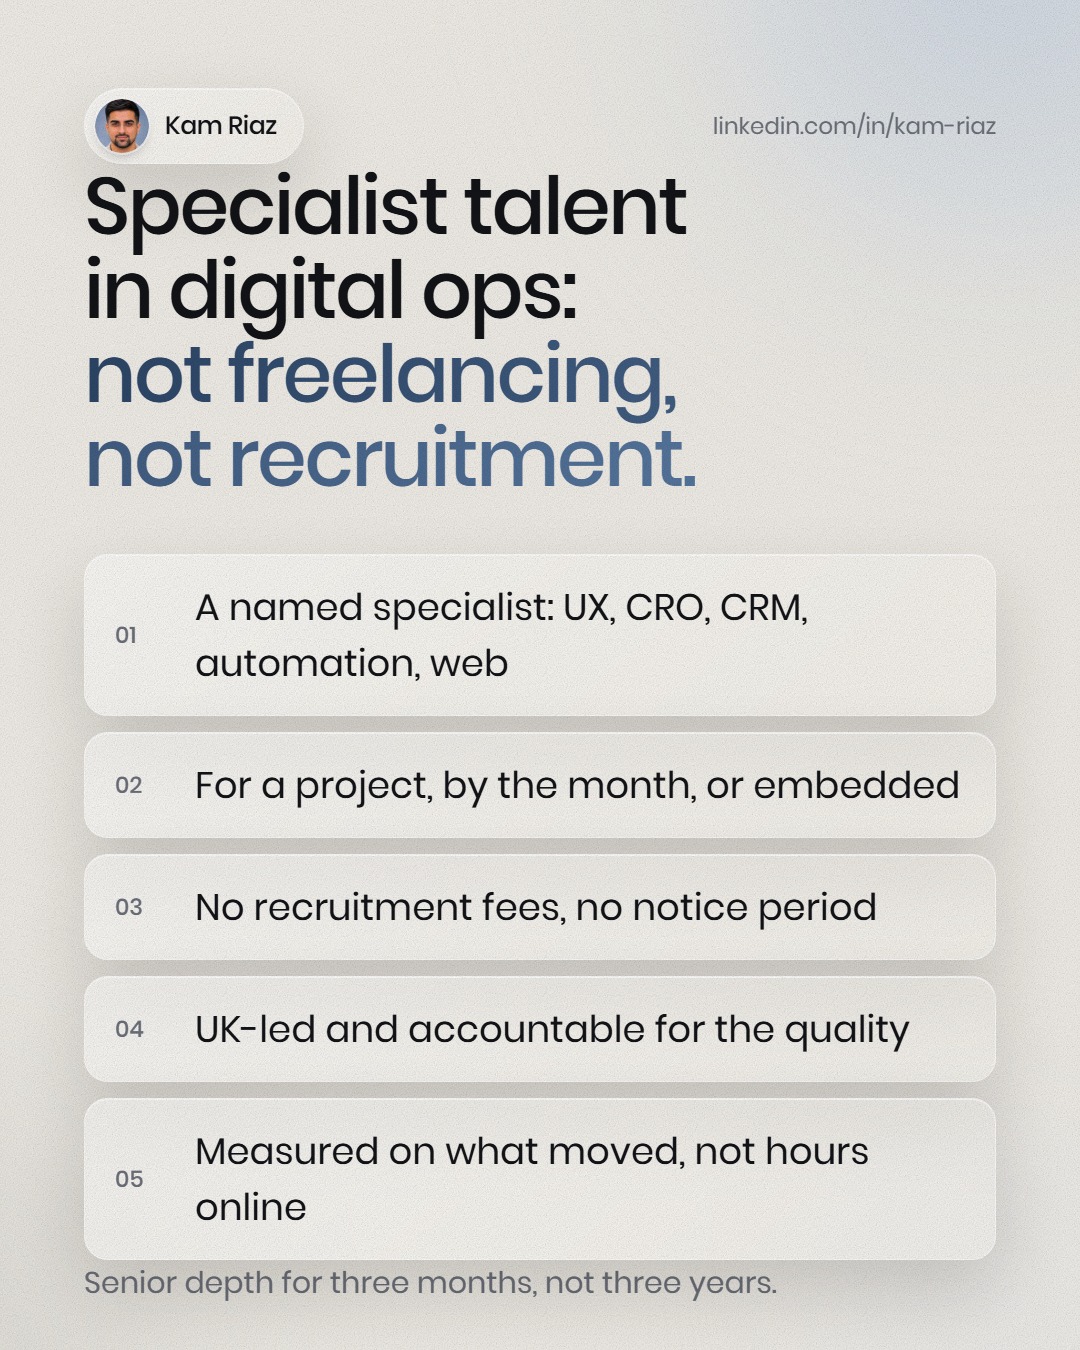 Kam Riaz
linkedin.com/in/kam-riaz
Specialist talent
in digital ops:
not freelancing,
not recruitment.
01
A named specialist: UX, CRO, CRM,
automation, web
02
For a project, by the month, or embedded
03
No recruitment fees, no notice period
04
UK-led and accountable for the quality
05
Measured on what moved, not hours
online
Senior depth for three months, not three years.